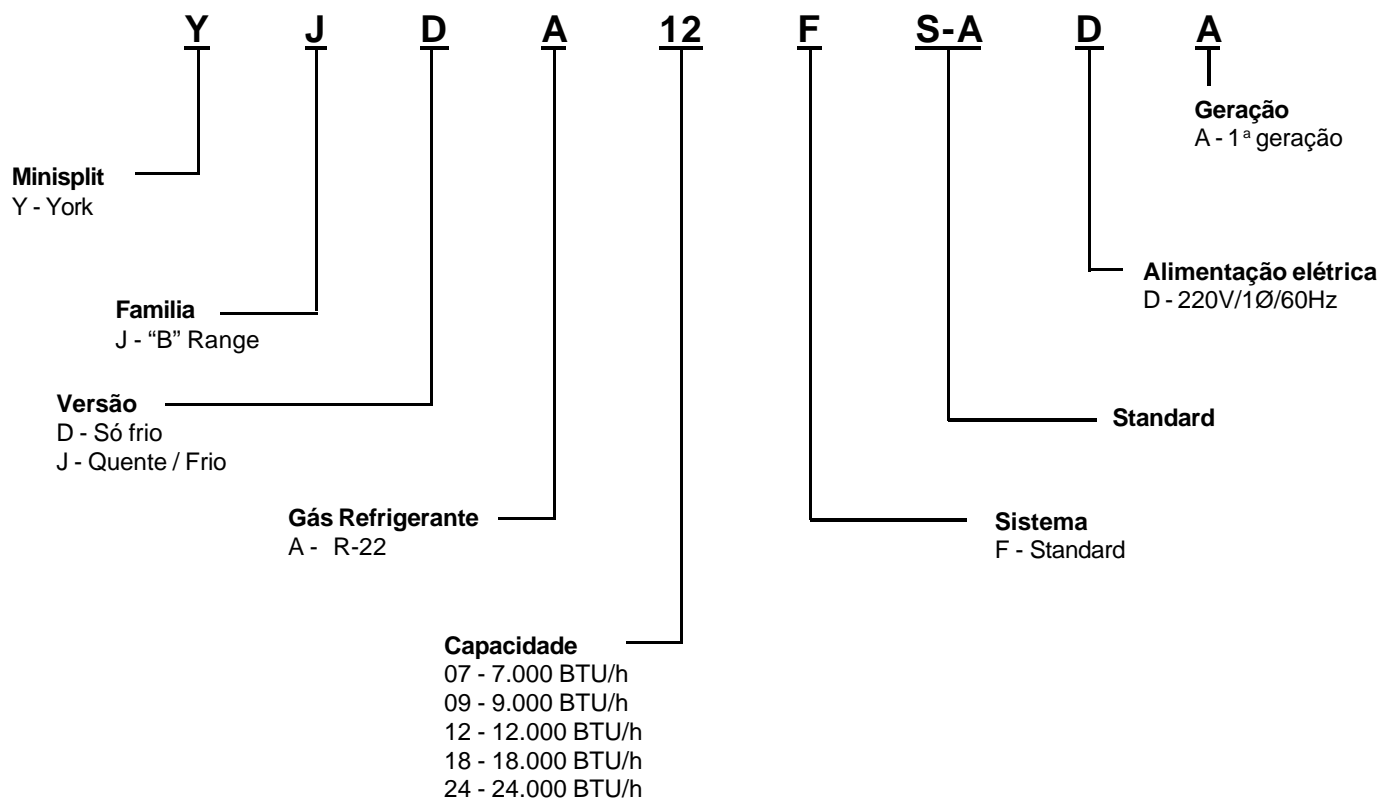 Y J D A 12 F S-A D A
Geração
A - 1ª geração
Minisplit
Y - York
Alimentação elétrica
D - 220V/1Ø/60Hz
Familia
J - “B” Range
Versão
D - Só frio
J - Quente / Frio
Standard
Gás Refrigerante
A - R-22
Sistema
F - Standard
Capacidade
07 - 7.000 BTU/h
09 - 9.000 BTU/h
12 - 12.000 BTU/h
18 - 18.000 BTU/h
24 - 24.000 BTU/h